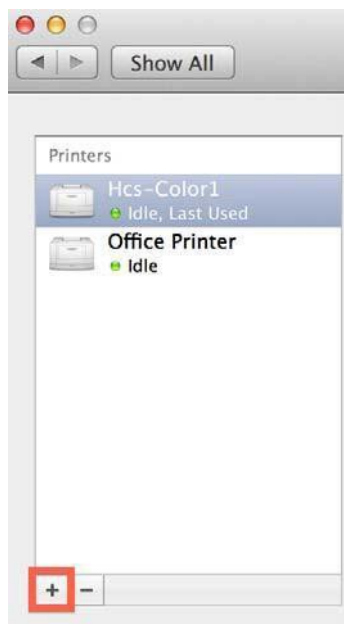 Show All
Printers
Hcs-Color1
Idle, Last Used
Office Printer
Idle
+ −